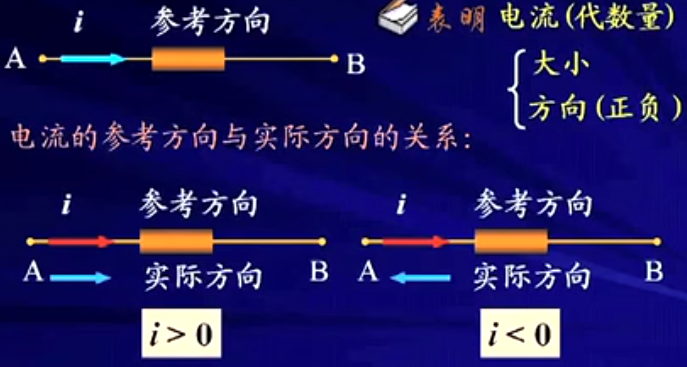 i 参考方向
A B
表明 电流(代数量)
大小
方向(正负)
电流的参考方向与实际方向的关系:
i 参考方向
A 实际方向 B
i > 0
i 参考方向
A 实际方向 B
i < 0